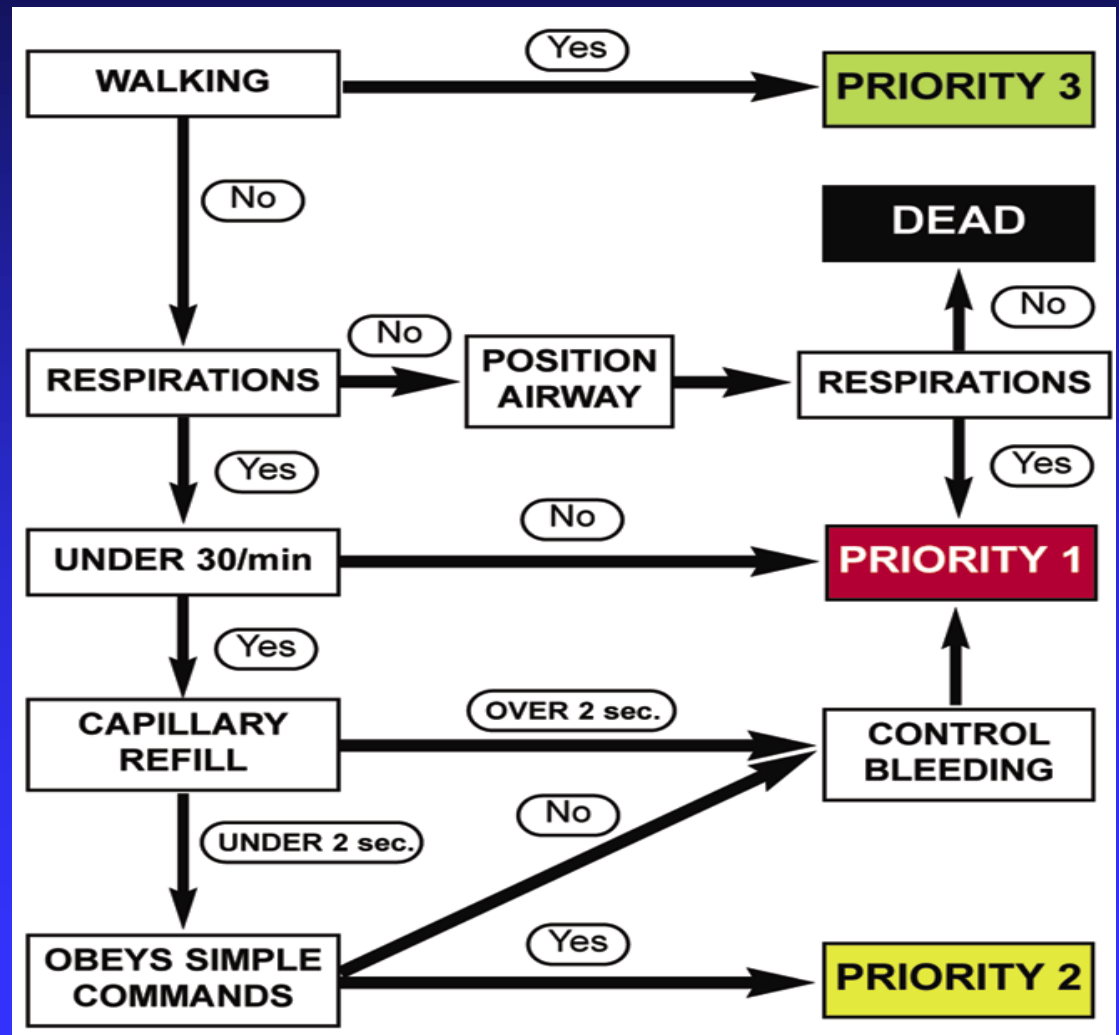 WALKING
Yes
PRIORITY 3
No
DEAD
No
No
RESPIRATIONS
POSITION
AIRWAY
RESPIRATIONS
Yes
Yes
No
UNDER 30/min
PRIORITY 1
Yes
OVER 2 sec.
CAPILLARY
REFILL
CONTROL
BLEEDING
No
UNDER 2 sec.
Yes
OBEYS SIMPLE
COMMANDS
PRIORITY 2